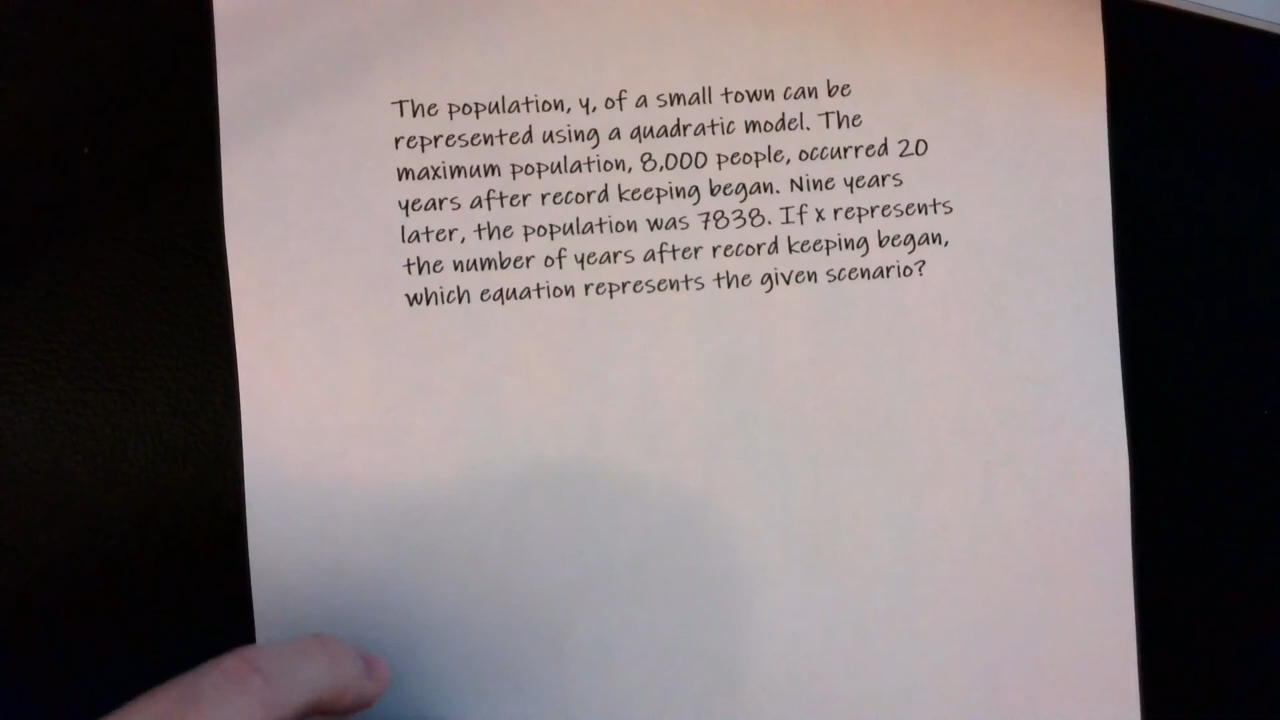 The population, y, of a small town can be
represented using a quadratic model. The
maximum population, 8,000 people, occurred 20
years after record keeping began. Nine years
later, the population was 7838. If x represents
the number of years after record keeping began,
which equation represents the given scenario?